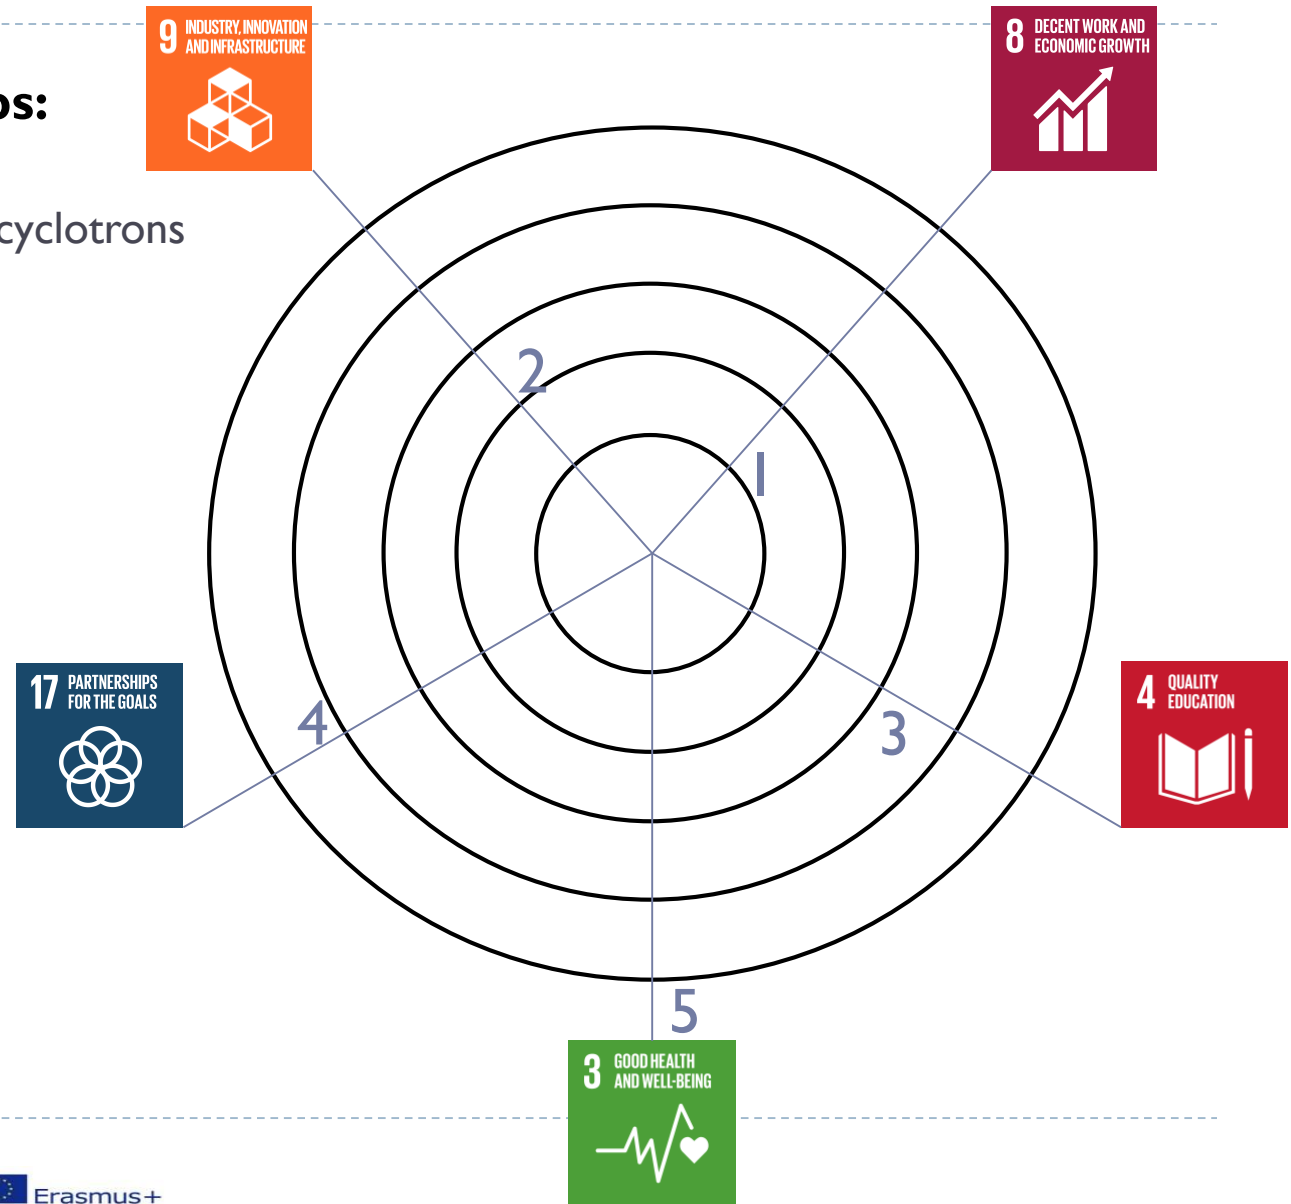 9 INDUSTRY, INNOVATION
AND INFRASTRUCTURE
8 DECENT WORK AND
ECONOMIC GROWTH
os:
cyclotrons
2
1
17 PARTNERSHIPS
FOR THE GOALS
4 QUALITY
EDUCATION
4
3
5
3 GOOD HEALTH
AND WELL-BEING
Erasmus+